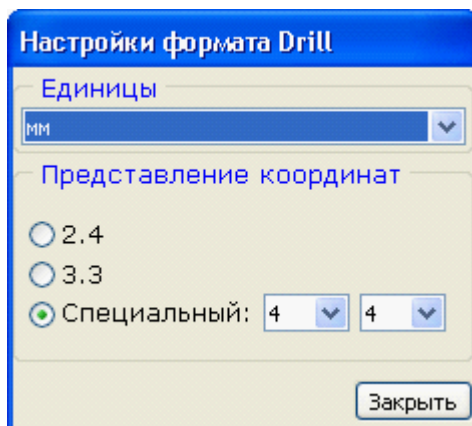 Настройки формата Drill
Единицы
мм
Представление координат
2.4
3.3
Специальный: 4 4
Закрыть